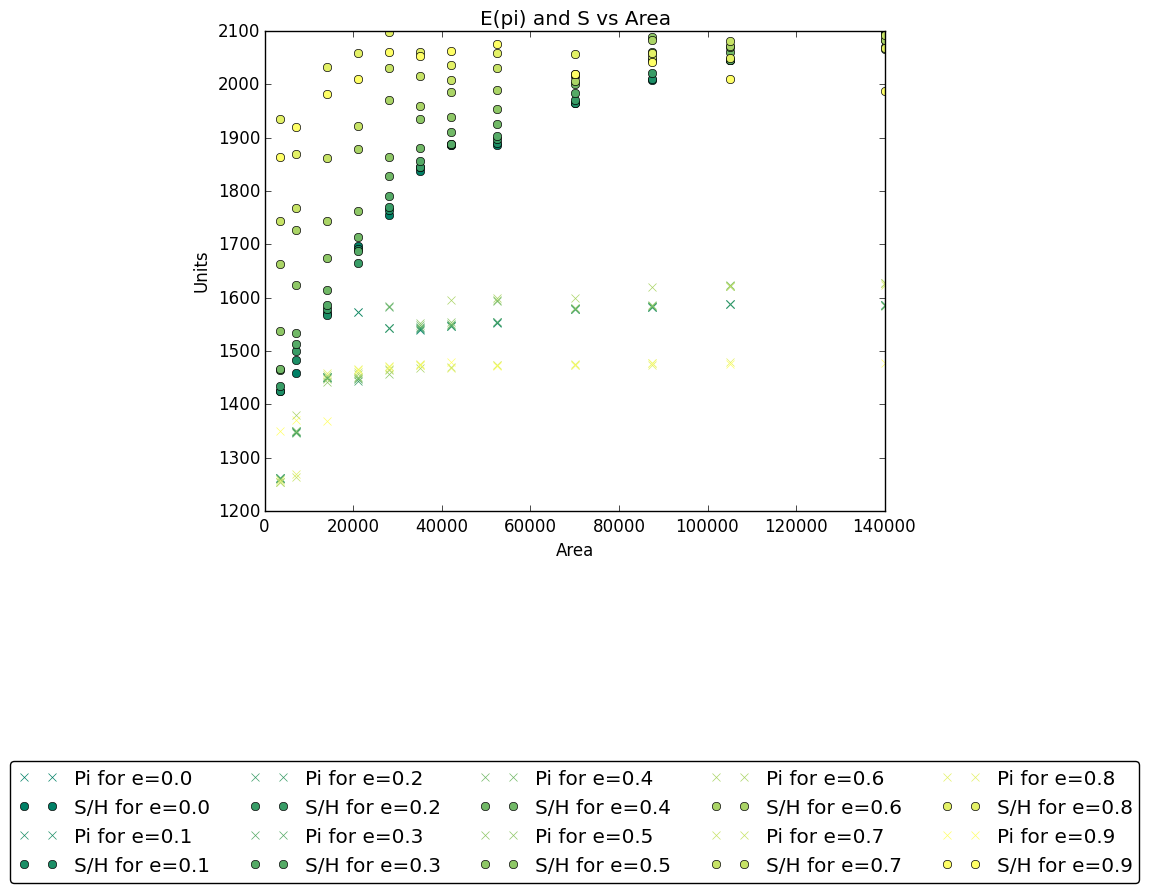 E(pi) and S vs Area
2100
2000
1900
1800
1700
1600
1500
1400
1300
1200
Units
0 20000 40000 60000 80000 100000 120000 140000
Area
Pi for e=0.0 Pi for e=0.2 Pi for e=0.4 Pi for e=0.6 Pi for e=0.8
S/H for e=0.0 S/H for e=0.2 S/H for e=0.4 S/H for e=0.6 S/H for e=0.8
Pi for e=0.1 Pi for e=0.3 Pi for e=0.5 Pi for e=0.7 Pi for e=0.9
S/H for e=0.1 S/H for e=0.3 S/H for e=0.5 S/H for e=0.7 S/H for e=0.9